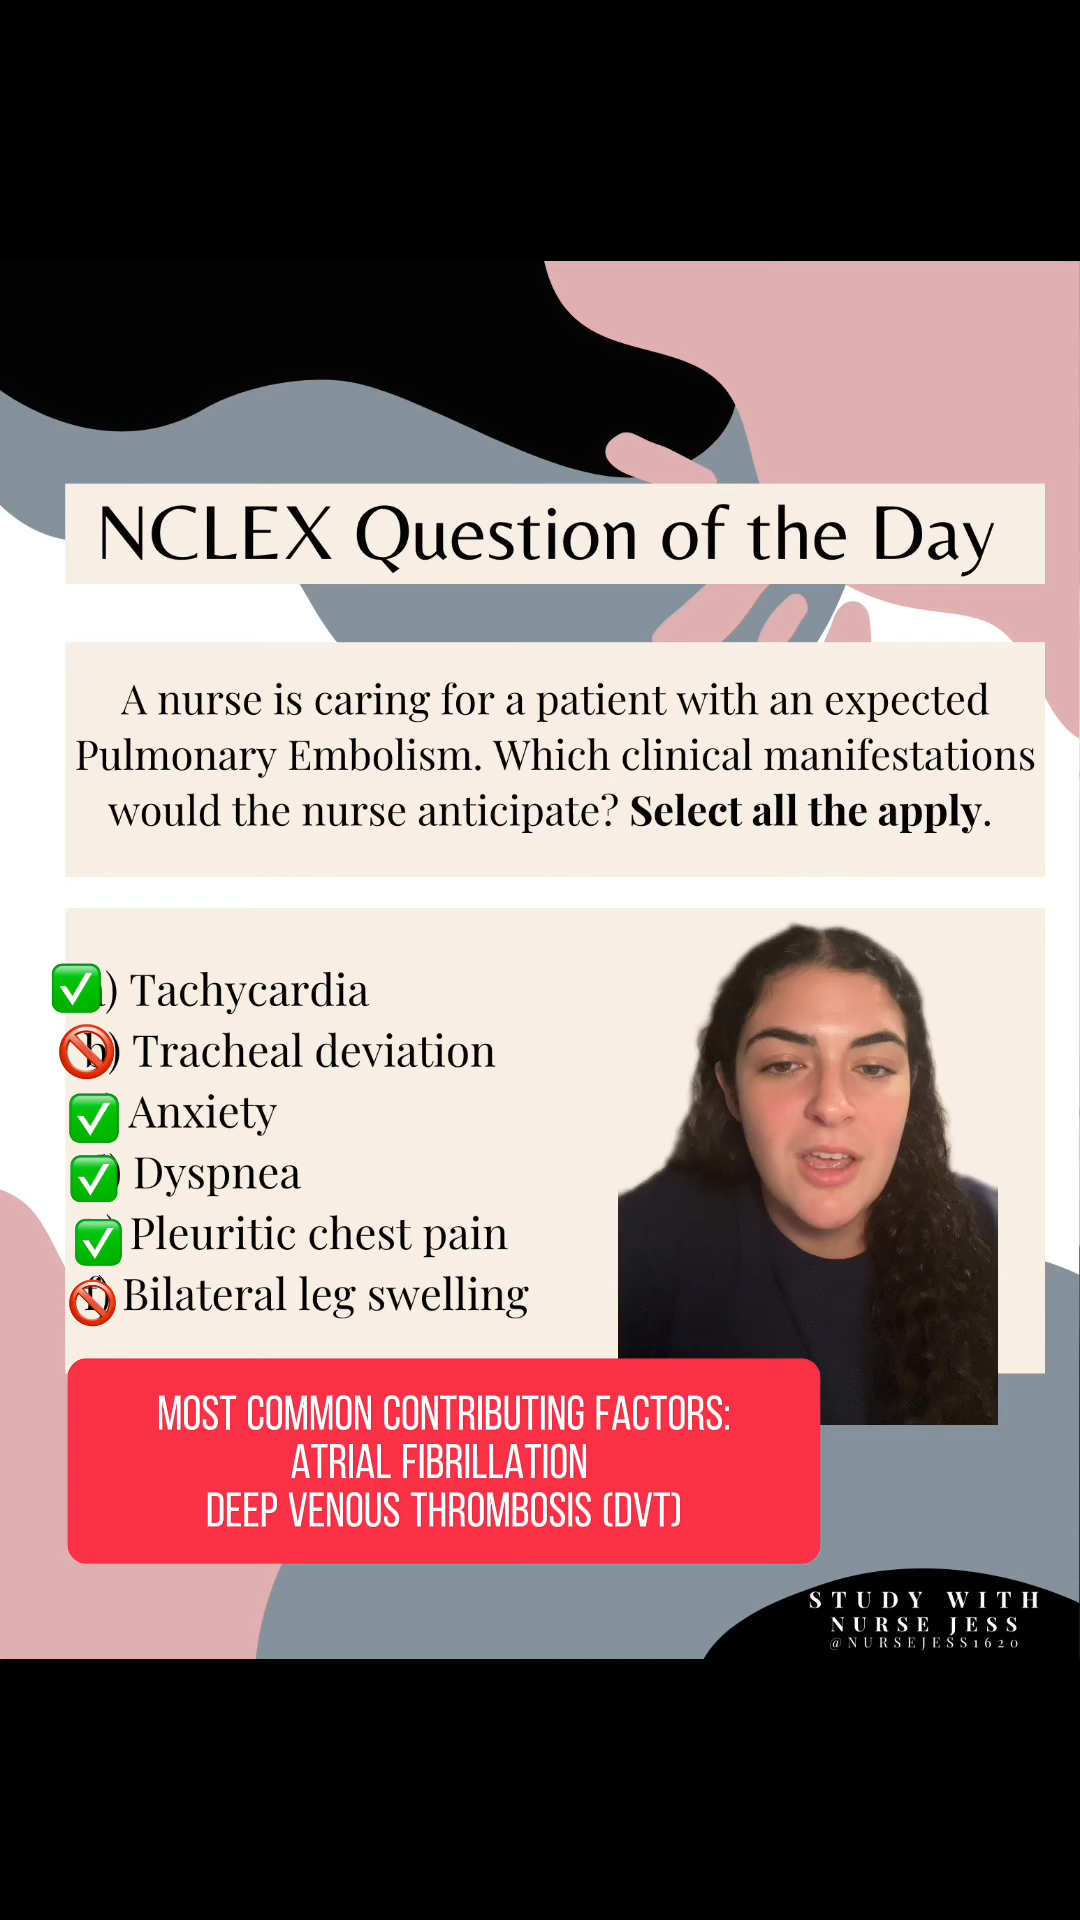 NCLEX Question of the Day
A nurse is caring for a patient with an expected
Pulmonary Embolism. Which clinical manifestations
would the nurse anticipate? Select all the apply.
) Tachycardia
b) Tracheal deviation
Anxiety
) Dyspnea
) Pleuritic chest pain
f) Bilateral leg swelling
MOST COMMON CONTRIBUTING FACTORS:
ATRIAL FIBRILLATION
DEEP VENOUS THROMBOSIS (DVT)
STUDY WITH
NURSE JESS
@NURSEJESS1620